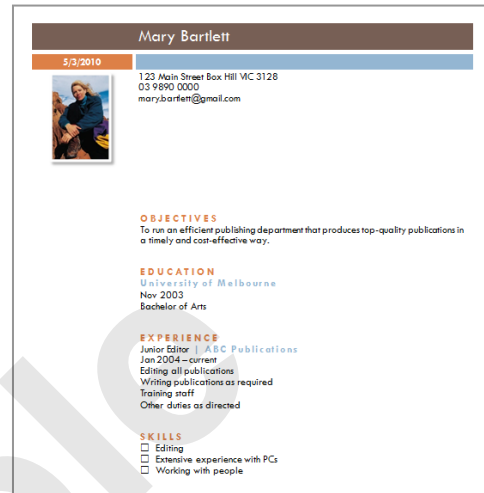 Mary Bartlett
5/3/2010
123 Main Street Box Hill VIC 3128
03 9890 0000
mary.bartlett@gmail.com
OBJECTIVES
To run an efficient publishing department that produces top-quality publications in
a timely and cost-effective way.
EDUCATION
University of Melbourne
Nov 2003
Bachelor of Arts
EXPERIENCE
Junior Editor | ABC Publications
Jan 2004 – current
Editing all publications
Writing publications as required
Training staff
Other duties as directed
SKILLS
☐ Editing
☐ Extensive experience with PCs
☐ Working with people